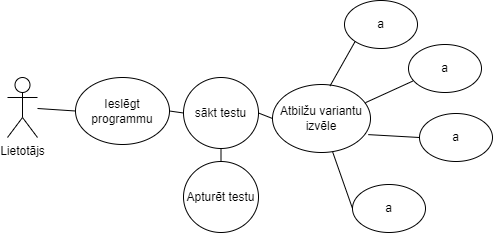 Lietotājs
Ieslēgt
programmu
sākt testu
Apturēt testu
Atbilžu variantu
izvēle
a
a
a
a